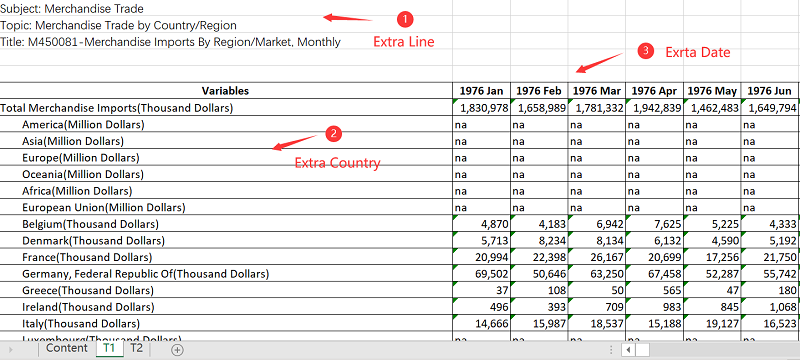 Subject: Merchandise Trade
1
Topic: Merchandise Trade by Country/Region
Title: M450081-Merchandise Imports By Region/Market, Monthly
Extra Line
3
Exrta Date
Variables 1976 Jan 1976 Feb 1976 Mar 1976 Apr 1976 May 1976 Jun
Total Merchandise Imports(Thousand Dollars) 1,830,978 1,658,989 1,781,332 1,942,839 1,462,483 1,649,794
America(Million Dollars) na na na na na na
Asia(Million Dollars) na na na na na na
2
Europe(Million Dollars) na na na na na na
Extra Country
Oceania(Million Dollars) na na na na na na
Africa(Million Dollars) na na na na na na
European Union(Million Dollars) na na na na na na
Belgium(Thousand Dollars) 4,870 4,183 6,942 7,625 5,225 4,333
Denmark(Thousand Dollars) 5,713 8,234 8,134 6,132 4,590 5,192
France(Thousand Dollars) 20,994 22,398 26,167 20,699 17,256 21,750
Germany, Federal Republic Of(Thousand Dollars) 69,502 50,646 63,250 67,458 52,287 55,742
Greece(Thousand Dollars) 37 108 50 565 47 180
Ireland(Thousand Dollars) 496 393 709 983 845 1,068
Italy(Thousand Dollars) 14,666 15,987 18,537 15,188 19,127 16,523
Luxembourg(Thousand Dollars) na na na na na na
Content T1 T2